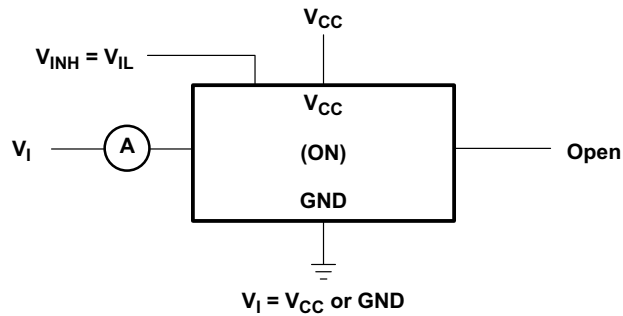 V_CC
V_INH = V_IL
V_CC
V_I
A
(ON)
Open
GND
V_I = V_CC or GND